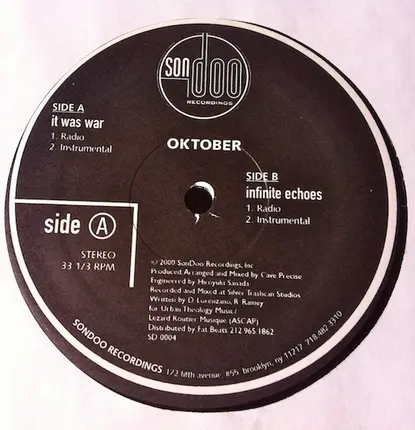 son doo
RECORDINGS
OKTOBER
SIDE A
it was war
1. Radio
2. Instrumental
SIDE B
infinite echoes
1. Radio
2. Instrumental
side A
STEREO
33 1/3 RPM
(c) 2000 SonDoo Recordings, Inc
Produced, Arranged and Mixed by Cave Precise
Engineered by Hiroyuki Sanada
Recorded and Mixed at Silver Trashcan Studios
Written by D. Lorenzano, R. Ramey
for Urban Theology Music/
Lezard Routier Musique (ASCAP)
Distributed by Fat Beats 212 965 1862
SD 0004
SONDOO RECORDINGS 172 fifth avenue #55 brooklyn, ny 11217 718.482.3310